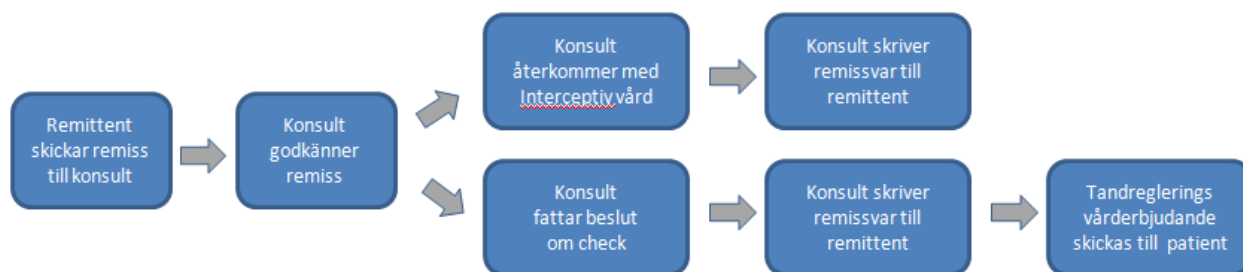 Remittent
skickar remiss
till konsult
Konsult
godkänner
remiss
Konsult
återkommer med
Interceptiv vård
Konsult skriver
remissvar till
remittent
Konsult
fattar beslut
om check
Konsult skriver
remissvar till
remittent
Tandreglerings
vårderbjudande
skickas till patient